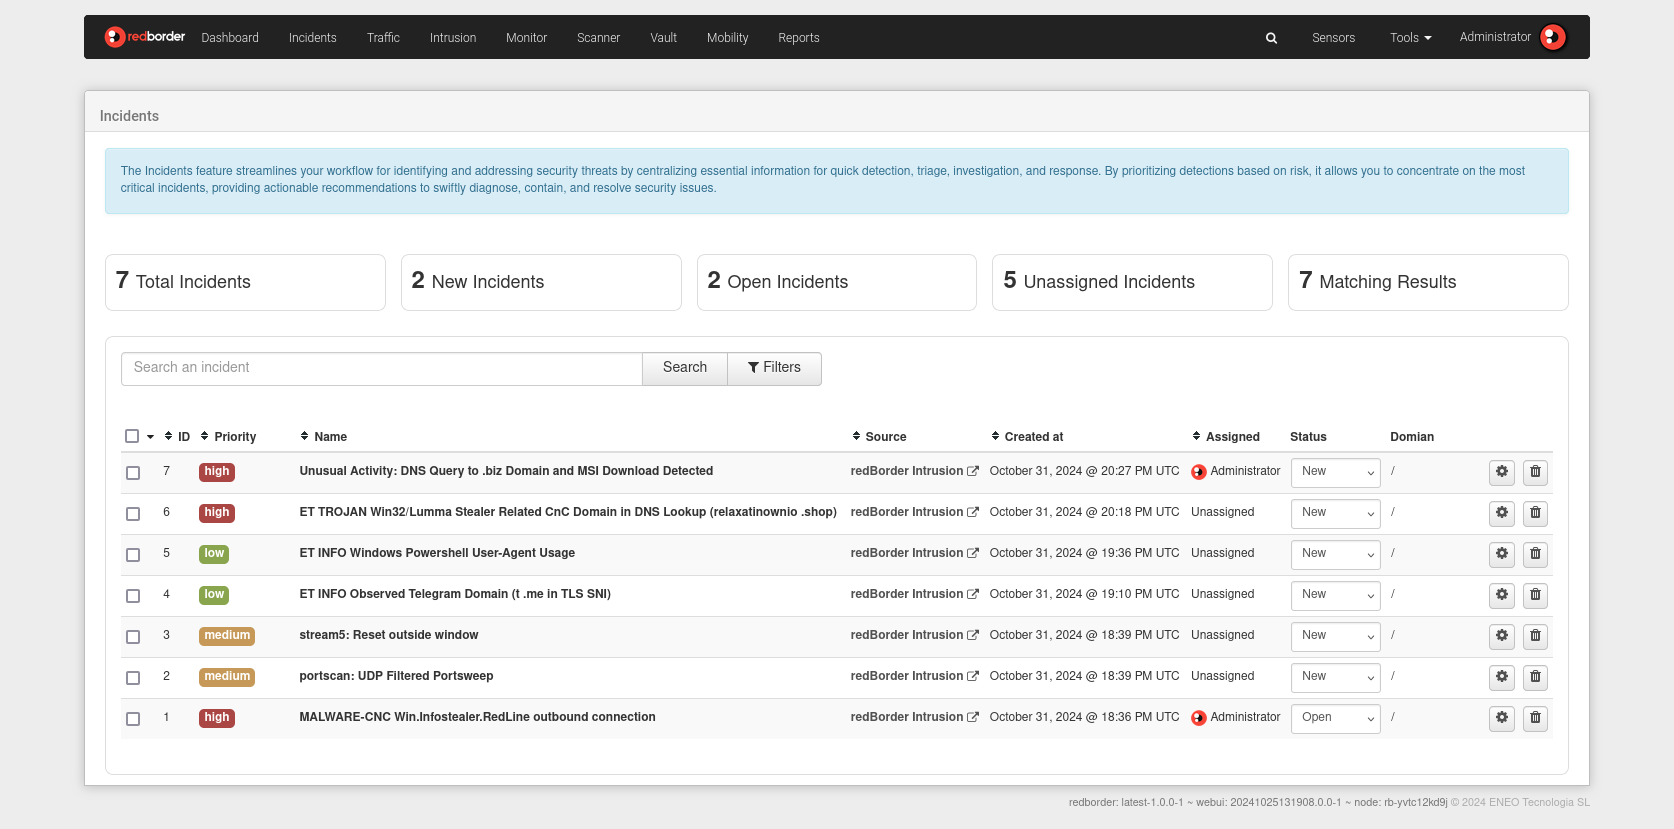 redborder Dashboard Incidents Traffic Intrusion Monitor Scanner Vault Mobility Reports Sensors Tools Administrator
Incidents
The Incidents feature streamlines your workflow for identifying and addressing security threats by centralizing essential information for quick detection, triage, investigation, and response. By prioritizing detections based on risk, it allows you to concentrate on the most
critical incidents, providing actionable recommendations to swiftly diagnose, contain, and resolve security issues.
7 Total Incidents 2 New Incidents 2 Open Incidents 5 Unassigned Incidents 7 Matching Results
Search an incident Search Filters
ID Priority Name Source Created at Assigned Status Domian
7 high Unusual Activity: DNS Query to .biz Domain and MSI Download Detected redBorder Intrusion October 31, 2024 @ 20:27 PM UTC Administrator New /
6 high ET TROJAN Win32/Lumma Stealer Related CnC Domain in DNS Lookup (relaxatinownio .shop) redBorder Intrusion October 31, 2024 @ 20:18 PM UTC Unassigned New /
5 low ET INFO Windows Powershell User-Agent Usage redBorder Intrusion October 31, 2024 @ 19:36 PM UTC Unassigned New /
4 low ET INFO Observed Telegram Domain (t .me in TLS SNI) redBorder Intrusion October 31, 2024 @ 19:10 PM UTC Unassigned New /
3 medium stream5: Reset outside window redBorder Intrusion October 31, 2024 @ 18:39 PM UTC Unassigned New /
2 medium portscan: UDP Filtered Portsweep redBorder Intrusion October 31, 2024 @ 18:39 PM UTC Unassigned New /
1 high MALWARE-CNC Win.Infostealer.RedLine outbound connection redBorder Intrusion October 31, 2024 @ 18:36 PM UTC Administrator Open /
redborder: latest-1.0.0-1 ~ webui: 20241025131908.0.0-1 ~ node: rb-yvtc12kd9j © 2024 ENEO Tecnologia SL